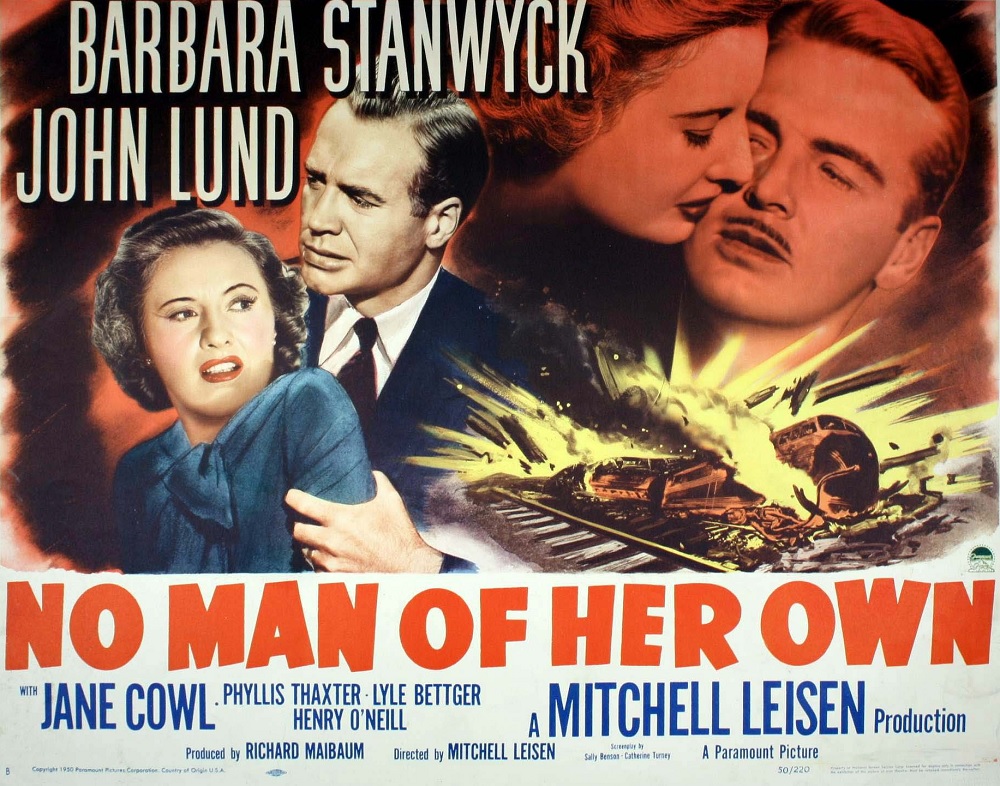 BARBARA STANWYCK
JOHN LUND
NO MAN OF HER OWN
WITH JANE COWL · PHYLLIS THAXTER · LYLE BETTGER
HENRY O'NEILL
A MITCHELL LEISEN Production
Produced by RICHARD MAIBAUM Directed by MITCHELL LEISEN
Screenplay by
Sally Benson · Catherine Turney
A Paramount Picture
B Copyright 1950 Paramount Pictures Corporation. Country of Origin U.S.A.
50/220